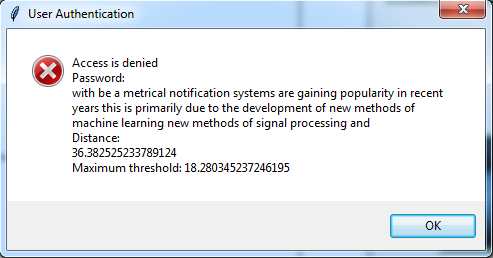 User Authentication
Access is denied
Password:
with be a metrical notification systems are gaining popularity in recent
years this is primarily due to the development of new methods of
machine learning new methods of signal processing and
Distance:
36.382525233789124
Maximum threshold: 18.280345237246195
OK